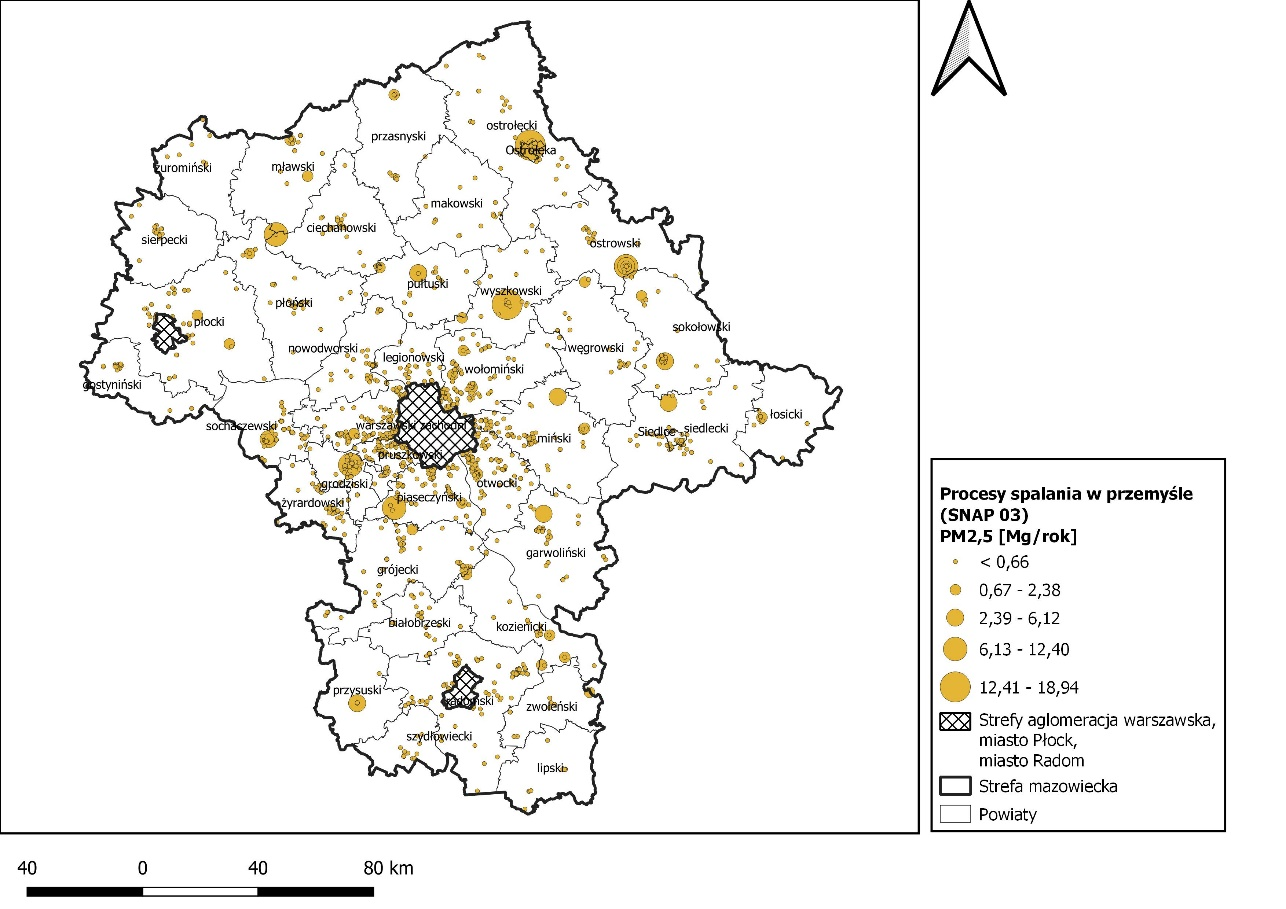 ostrołęcki
Ostrołęka
przasnyski
żuromiński
mławski
makowski
ciechanowski
sierpecki
ostrowski
pułtuski
wyszkowski
płoński
płocki
sokołowski
nowodworski
węgrowski
legionowski
wołomiński
gostyniński
łosicki
sochaczewski
warszawski zachodni
Siedlce
siedlecki
miński
pruszkowski
grodziski
otwocki
piaseczyński
żyrardowski
garwoliński
grójecki
białobrzeski
kozienicki
przysuski
radomski
zwoleński
szydłowiecki
lipski
Procesy spalania w przemyśle
(SNAP 03)
PM2,5 [Mg/rok]
< 0,66
0,67 - 2,38
2,39 - 6,12
6,13 - 12,40
12,41 - 18,94
Strefy aglomeracja warszawska,
miasto Płock,
miasto Radom
Strefa mazowiecka
Powiaty
40 0 40 80 km